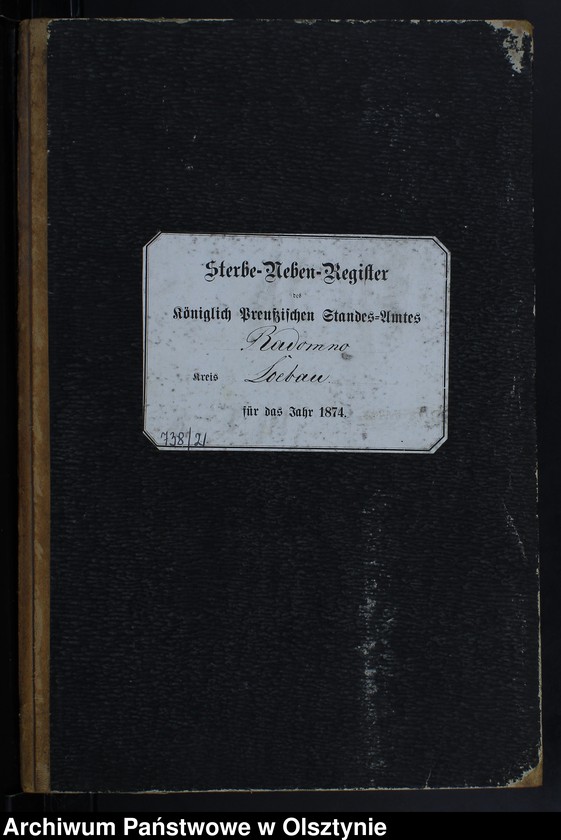 Sterbe-Neben-Register
des
Königlich Preußischen Standes-Amtes
Radomno
Kreis Loebau.
für das Jahr 1874.
738/21
Archiwum Państwowe w Olsztynie